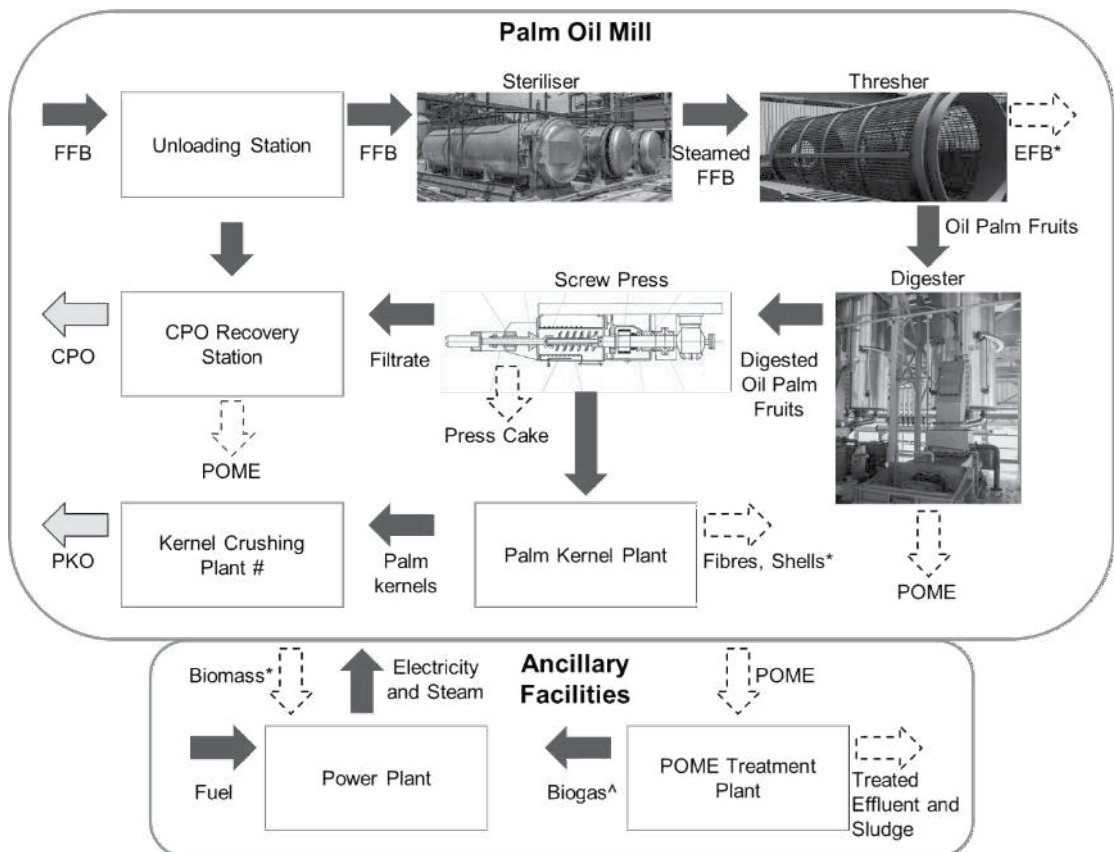 Palm Oil Mill
Steriliser
Thresher
FFB
Unloading Station
FFB
Steamed
FFB
EFB*
Oil Palm Fruits
Screw Press
Digester
CPO
CPO Recovery
Station
Filtrate
Digested
Oil Palm
Fruits
Press Cake
POME
PKO
Kernel Crushing
Plant #
Palm
kernels
Palm Kernel Plant
Fibres, Shells*
POME
Biomass*
Electricity
and Steam
Ancillary
Facilities
POME
Fuel
Power Plant
Biogas^
POME Treatment
Plant
Treated
Effluent and
Sludge